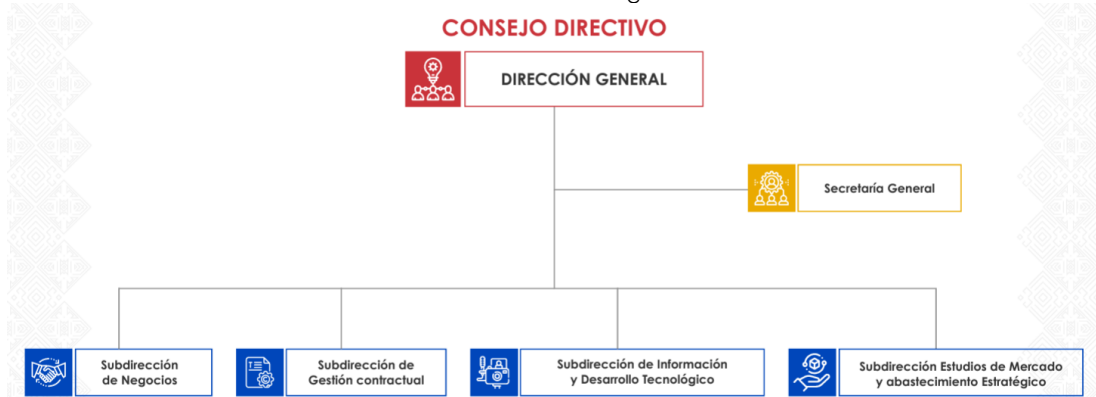 CONSEJO DIRECTIVO
DIRECCIÓN GENERAL
Secretaría General
Subdirección
de Negocios
Subdirección de
Gestión contractual
Subdirección de Información
y Desarrollo Tecnológico
Subdirección Estudios de Mercado
y abastecimiento Estratégico